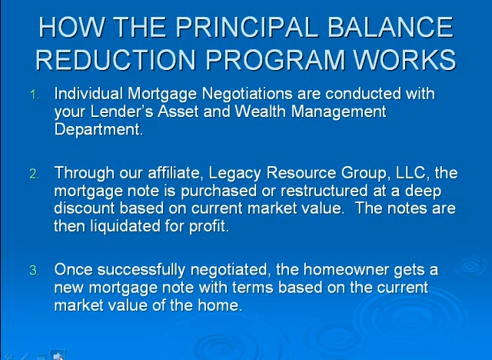 HOW THE PRINCIPAL BALANCE
REDUCTION PROGRAM WORKS
1. Individual Mortgage Negotiations are conducted with
your Lender's Asset and Wealth Management
Department.
2. Through our affiliate, Legacy Resource Group, LLC, the
mortgage note is purchased or restructured at a deep
discount based on current market value. The notes are
then liquidated for profit.
3. Once successfully negotiated, the homeowner gets a
new mortgage note with terms based on the current
market value of the home.